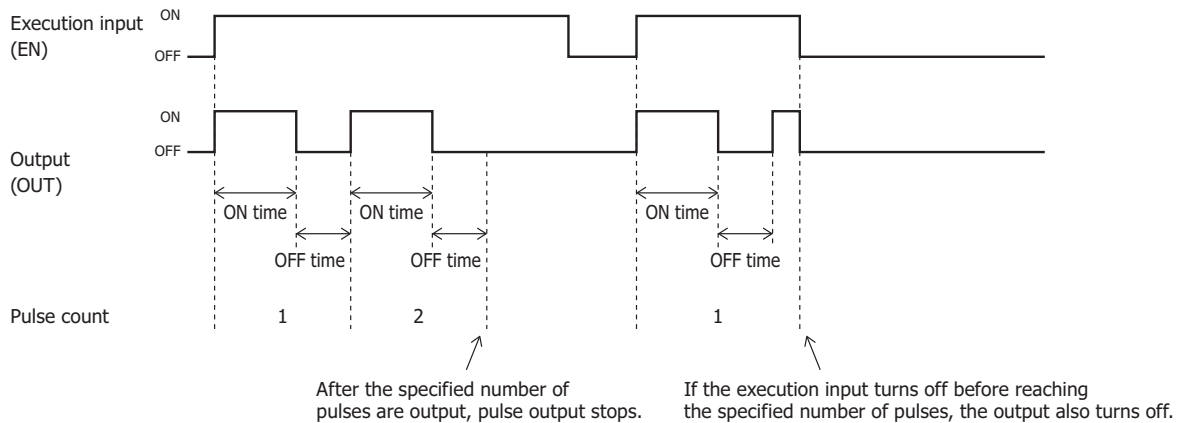 Execution input
(EN)
ON
OFF
Output
(OUT)
ON
OFF
ON time
ON time
ON time
OFF time
OFF time
OFF time
Pulse count
1
2
1
After the specified number of
pulses are output, pulse output stops.
If the execution input turns off before reaching
the specified number of pulses, the output also turns off.